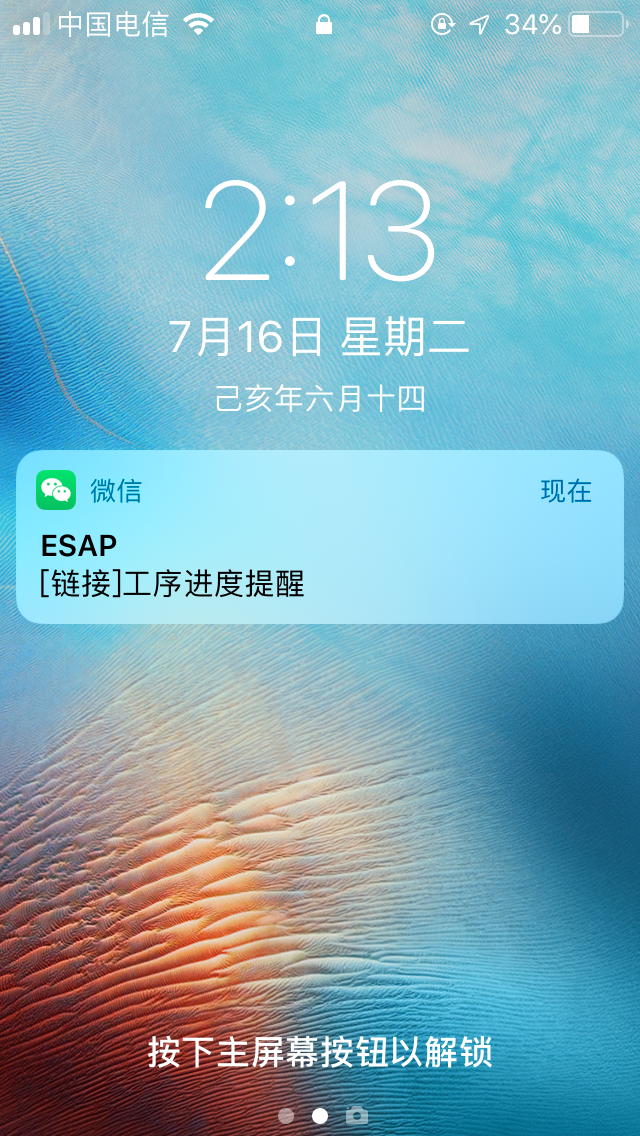 中国电信 34%
2:13
7月16日 星期二
己亥年六月十四
微信 现在
ESAP
[链接]工序进度提醒
按下主屏幕按钮以解锁